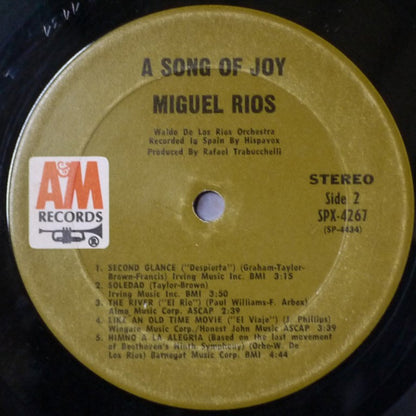 A SONG OF JOY
MIGUEL RIOS
Waldo De Los Rios Orchestra
Recorded In Spain By Hispavox
Produced By Rafael Trabucchelli
STEREO
Side 2
SPX-4267
(SP-4434)
A&M
RECORDS
®
1. SECOND GLANCE ("Despierta") (Graham-Taylor-
Brown-Francis) Irving Music Inc. BMI 3:15
2. SOLEDAD (Taylor-Brown)
Irving Music Inc. BMI 3:50
3. THE RIVER ("El Rio") (Paul Williams-F. Arbex)
Almo Music Corp. ASCAP 2:39
4. LIKE AN OLD TIME MOVIE ("El Viaje") (J. Phillips)
Wingate Music Corp./Honest John Music ASCAP 3:39
5. HIMNO A LA ALEGRIA (Based on the last movement
of Beethoven's Ninth Symphony) (Orbe-W. De
Los Rios) Batnegat Music Corp. BMI 4:44